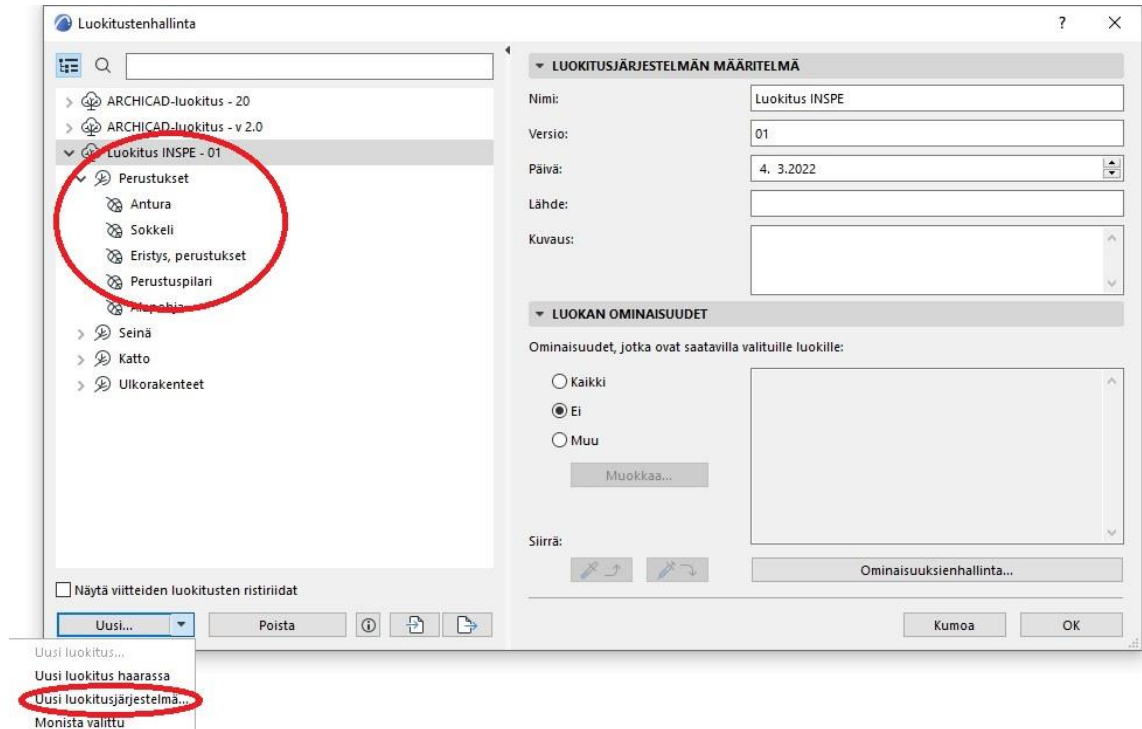 Luokitustenhallinta
?
ARCHICAD-luokitus - 20
ARCHICAD-luokitus - v 2.0
Luokitus INSPE - 01
Perustukset
Antura
Sokkeli
Eristys, perustukset
Perustuspilari
Alapohja
Seinä
Katto
Ulkorakenteet
Näytä viitteiden luokitusten ristiriidat
Uusi...
Poista
Uusi luokitus...
Uusi luokitus haarassa
Uusi luokitusjärjestelmä...
Monista valittu
LUOKITUSJÄRJESTELMÄN MÄÄRITELMÄ
Nimi: Luokitus INSPE
Versio: 01
Päivä: 4. 3.2022
Lähde:
Kuvaus:
LUOKAN OMINAISUUDET
Ominaisuudet, jotka ovat saatavilla valituille luokille:
Kaikki
Ei
Muu
Muokkaa...
Siirrä:
Ominaisuuksienhallinta...
Kumoa
OK